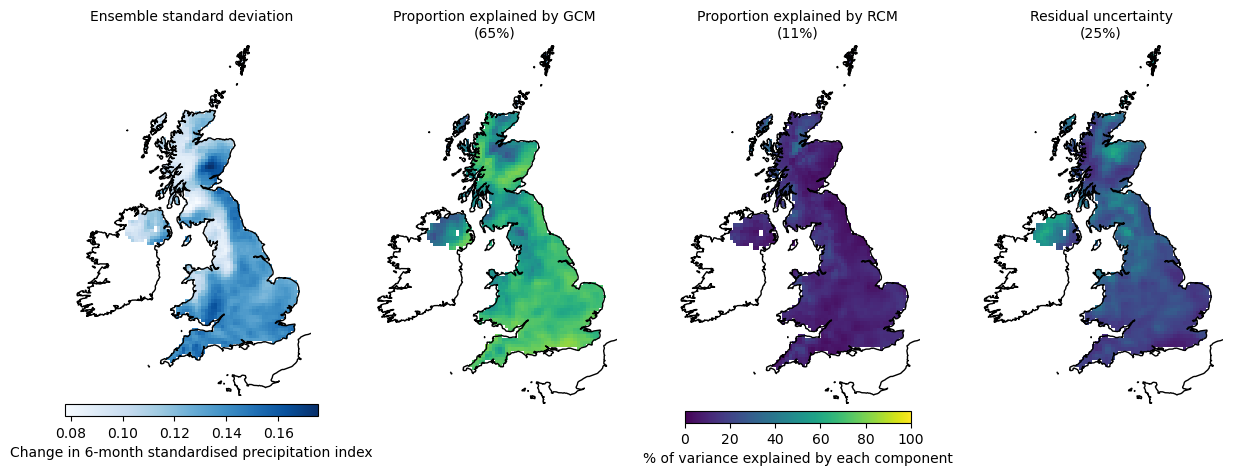 Ensemble standard deviation
Proportion explained by GCM
(65%)
Proportion explained by RCM
(11%)
Residual uncertainty
(25%)
0.08 0.10 0.12 0.14 0.16
Change in 6-month standardised precipitation index
0 20 40 60 80 100
% of variance explained by each component